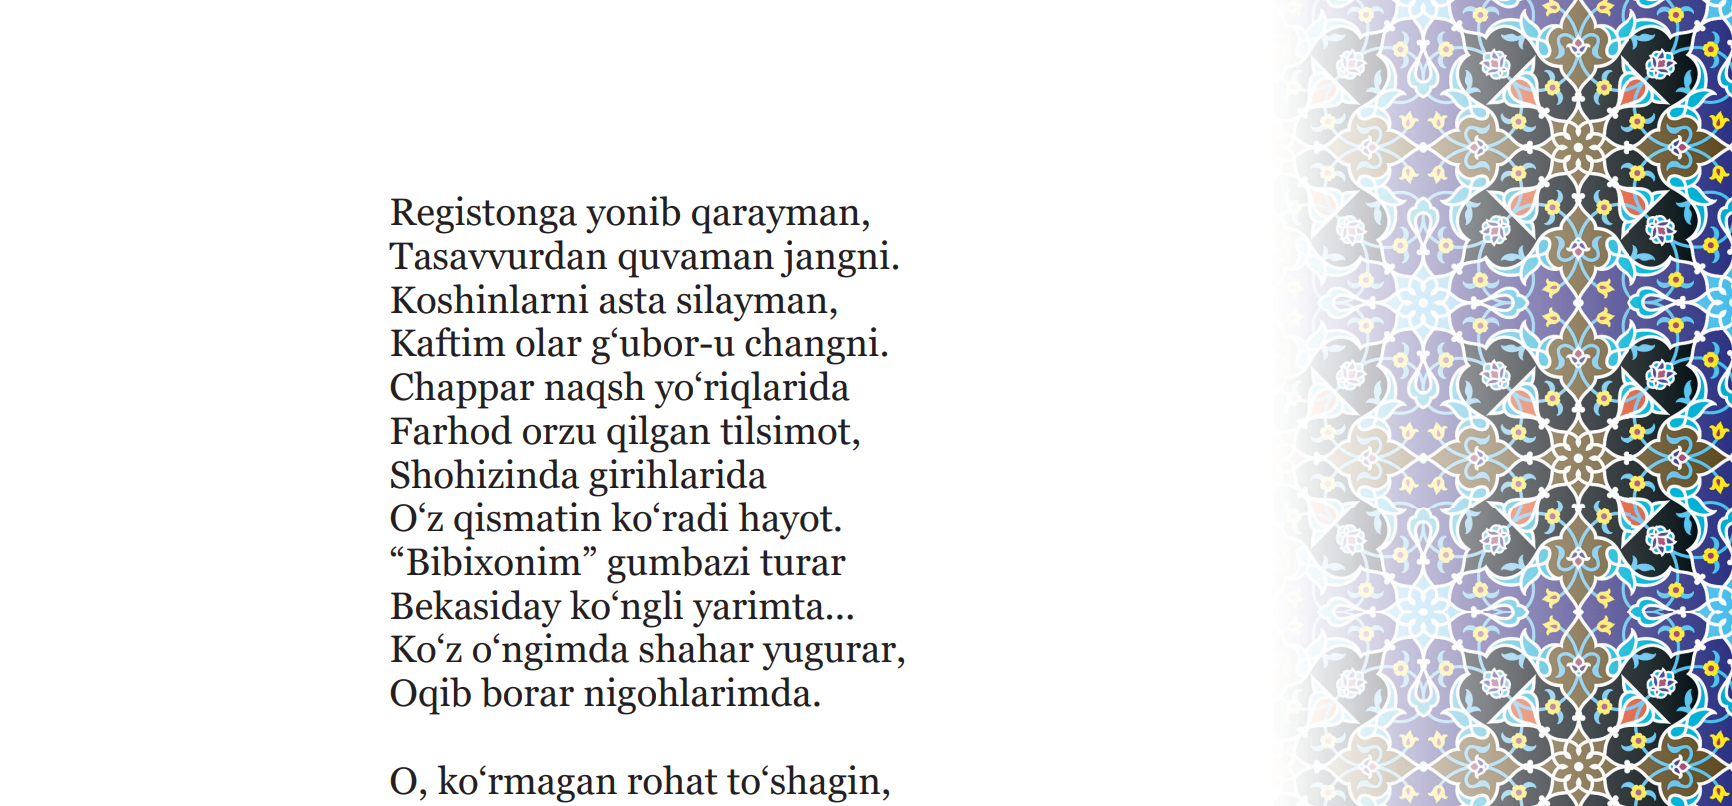 Registonga yonib qarayman,
Tasavvurdan quvaman jangni.
Koshinlarni asta silayman,
Kaftim olar g‘ubor-u changni.
Chappar naqsh yo‘riqlarida
Farhod orzu qilgan tilsimot,
Shohizinda girihlarida
O‘z qismatin ko‘radi hayot.
“Bibixonim” gumbazi turar
Bekasiday ko‘ngli yarimta...
Ko‘z o‘ngimda shahar yugurar,
Oqib borar nigohlarimda.

O, ko‘rmagan rohat to‘shagin,